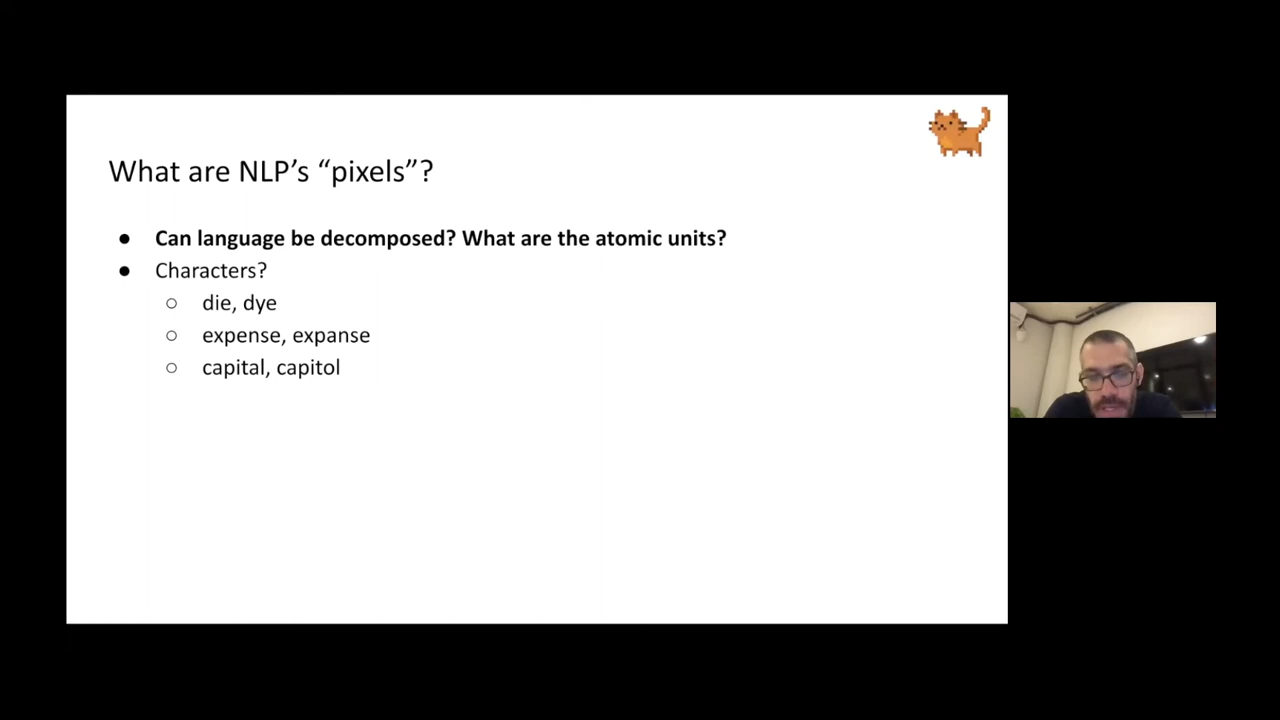 What are NLP's “pixels”?
● Can language be decomposed? What are the atomic units?
● Characters?
○ die, dye
○ expense, expanse
○ capital, capitol